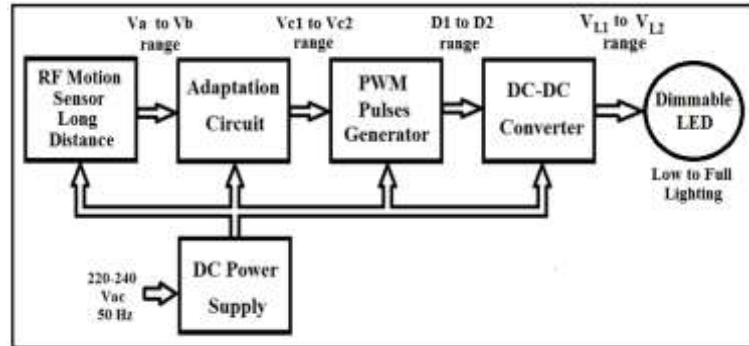 Va to Vb
range
Vc1 to Vc2
range
D1 to D2
range
VL1 to VL2
range
RF Motion
Sensor
Long
Distance
Adaptation
Circuit
PWM
Pulses
Generator
DC-DC
Converter
Dimmable
LED
Low to Full
Lighting
220-240
Vac
50 Hz
DC Power
Supply